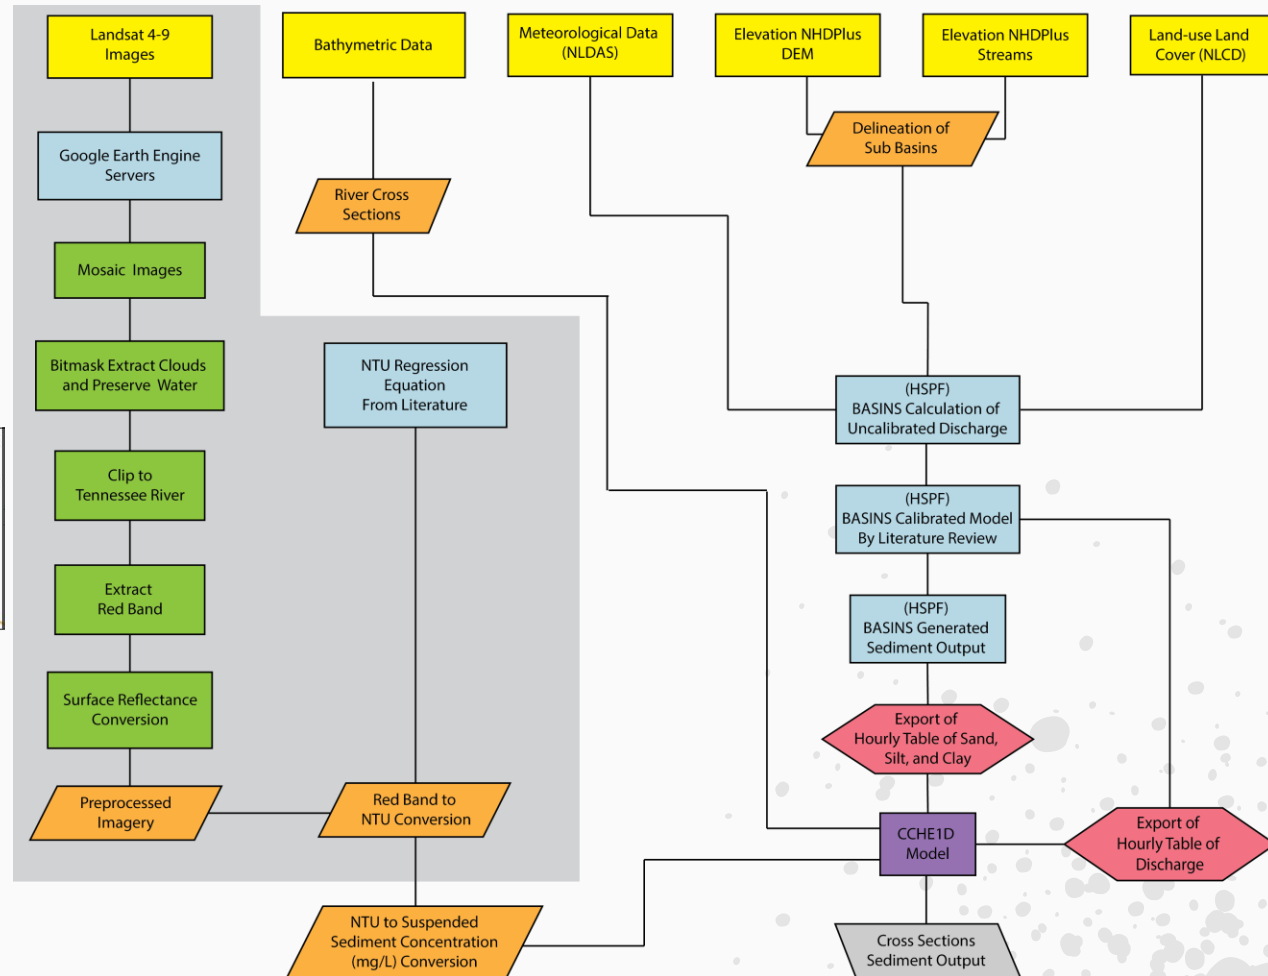 Landsat 4-9
Images
Bathymetric Data
Meteorological Data
(NLDAS)
Elevation NHDPlus
DEM
Elevation NHDPlus
Streams
Land-use Land
Cover (NLCD)
Google Earth Engine
Servers
Delineation of
Sub Basins
River Cross
Sections
Mosaic Images
Bitmask Extract Clouds
and Preserve Water
NTU Regression
Equation
From Literature
(HSPF)
BASINS Calculation of
Uncalibrated Discharge
Clip to
Tennessee River
(HSPF)
BASINS Calibrated Model
By Literature Review
Extract
Red Band
(HSPF)
BASINS Generated
Sediment Output
Surface Reflectance
Conversion
Export of
Hourly Table of Sand,
Silt, and Clay
Preprocessed
Imagery
Red Band to
NTU Conversion
CCHE1D
Model
Export of
Hourly Table of
Discharge
NTU to Suspended
Sediment Concentration
(mg/L) Conversion
Cross Sections
Sediment Output